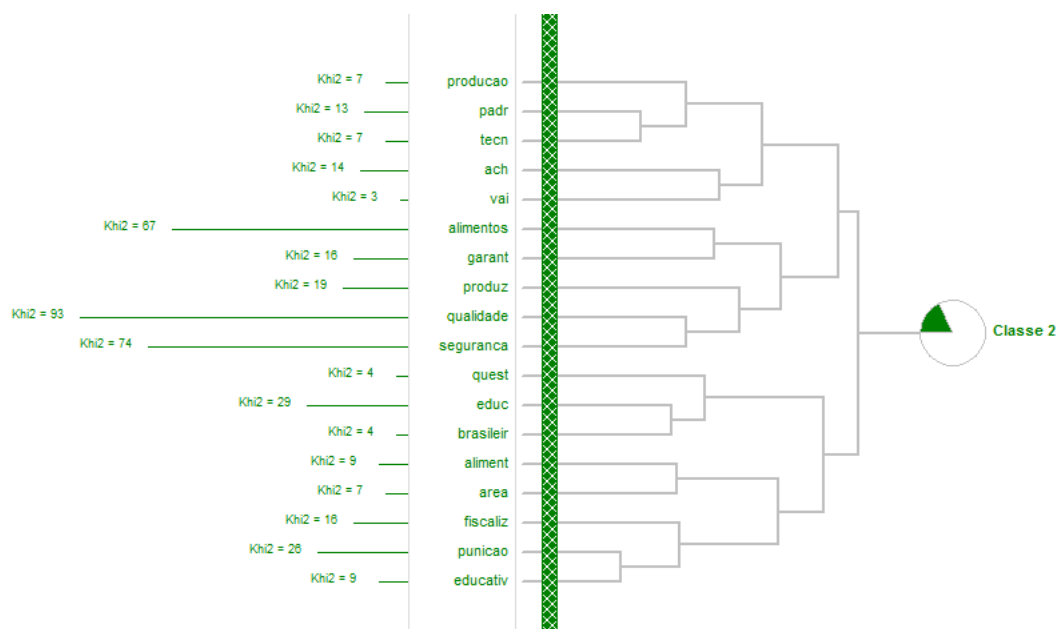 Khi2 = 7 producao
Khi2 = 13 padr
Khi2 = 7 tecn
Khi2 = 14 ach
Khi2 = 3 vai
Khi2 = 67 alimentos
Khi2 = 16 garant
Khi2 = 19 produz
Khi2 = 93 qualidade
Classe 2
Khi2 = 74 seguranca
Khi2 = 4 quest
Khi2 = 29 educ
Khi2 = 4 brasileir
Khi2 = 9 aliment
Khi2 = 7 area
Khi2 = 16 fiscaliz
Khi2 = 26 punicao
Khi2 = 9 educativ